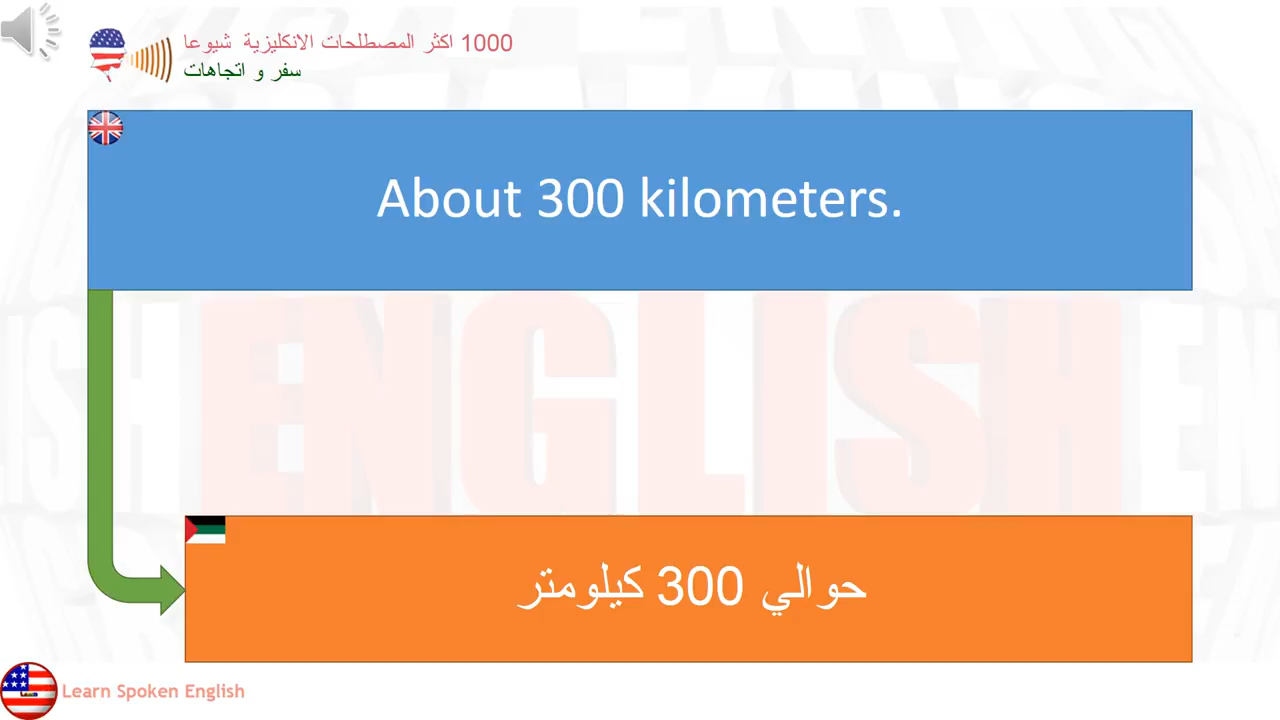 1000 اكثر المصطلحات الانكليزية شيوعا
سفر و اتجاهات
About 300 kilometers.
ENGLISH
حوالي 300 كيلومتر
Learn Spoken English